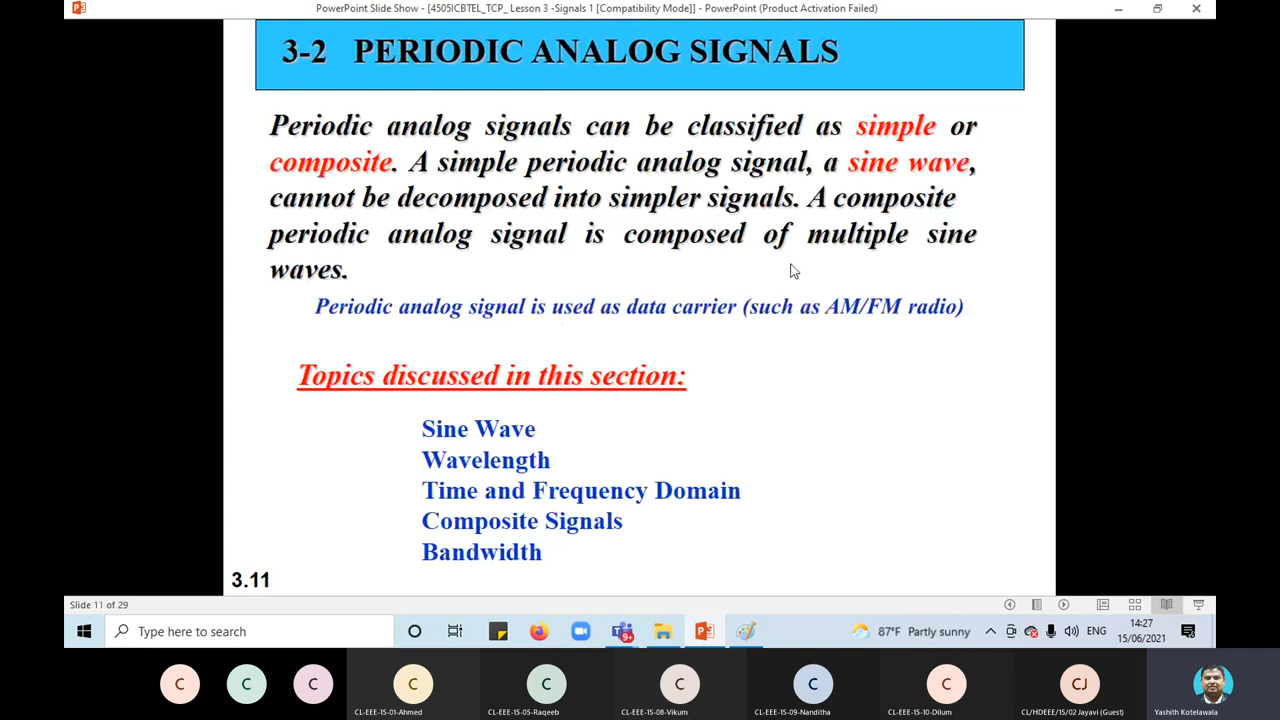 PowerPoint Slide Show - [4505ICBTEL_TCP_ Lesson 3 -Signals 1 [Compatibility Mode]] - PowerPoint (Product Activation Failed)
3-2 PERIODIC ANALOG SIGNALS
Periodic analog signals can be classified as simple or
composite. A simple periodic analog signal, a sine wave,
cannot be decomposed into simpler signals. A composite
periodic analog signal is composed of multiple sine
waves.
Periodic analog signal is used as data carrier (such as AM/FM radio)
Topics discussed in this section:
Sine Wave
Wavelength
Time and Frequency Domain
Composite Signals
Bandwidth
3.11
Slide 11 of 29
Type here to search
9+
87°F Partly sunny
ENG
14:27
15/06/2021
C
C
C
C
C
C
C
C
CJ
CL-EEE-15-01-Ahmed
CL-EEE-15-05-Raqeeb
CL-EEE-15-08-Vikum
CL-EEE-15-09-Nanditha
CL-EEE-15-10-Dilum
CL/HDEEE/15/02 Jayavi (Guest)
Yashith Kotelawala